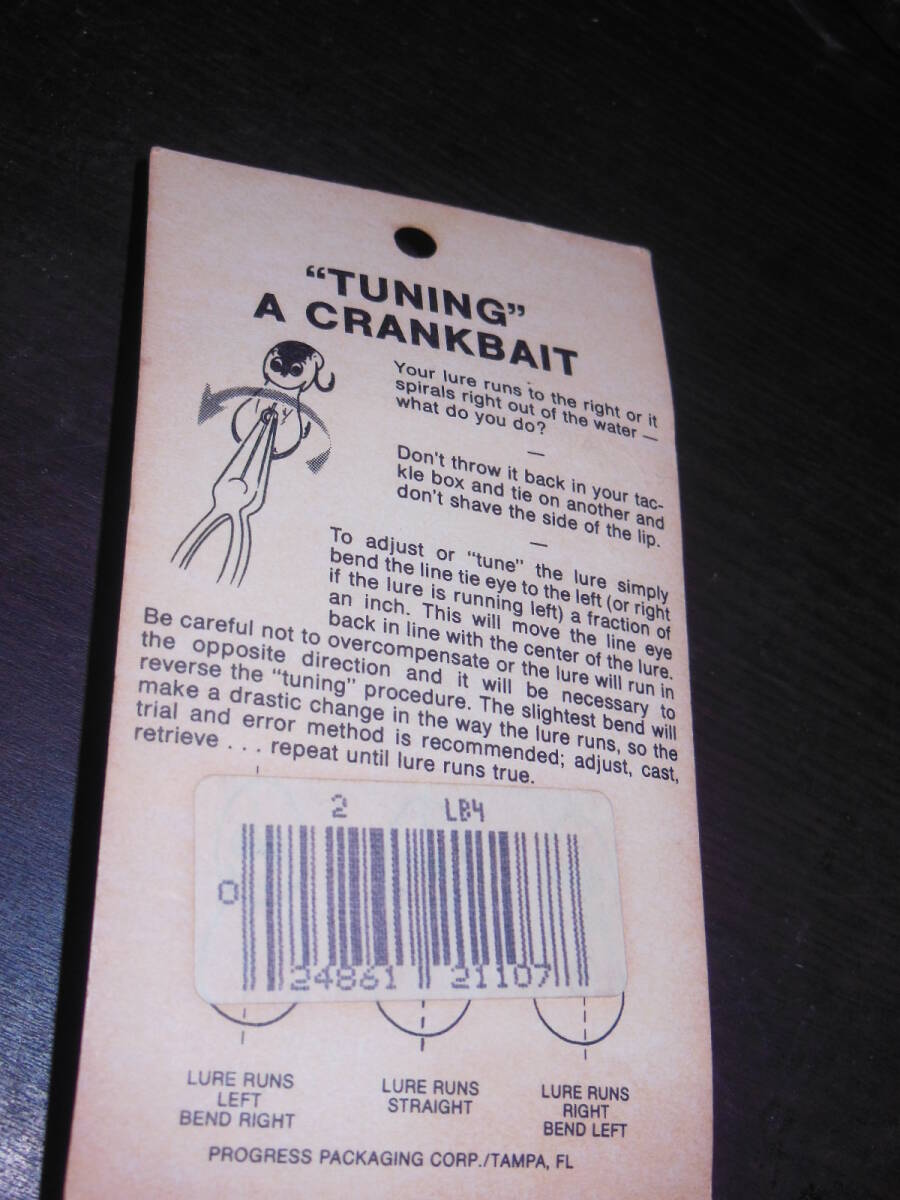 “TUNING”
A CRANKBAIT
Your lure runs to the right or it
spirals right out of the water —
what do you do?
—
Don't throw it back in your tac-
kle box and tie on another and
don't shave the side of the lip.
—
To adjust or “tune” the lure simply
bend the line tie eye to the left (or right
if the lure is running left) a fraction of
an inch. This will move the line eye
back in line with the center of the lure.
Be careful not to overcompensate or the lure will run in
the opposite direction and it will be necessary to
reverse the “tuning” procedure. The slightest bend will
make a drastic change in the way the lure runs, so the
trial and error method is recommended; adjust, cast,
retrieve . . . repeat until lure runs true.
2 LB4
0 24861 21107
LURE RUNS
LEFT
BEND RIGHT
LURE RUNS
STRAIGHT
LURE RUNS
RIGHT
BEND LEFT
PROGRESS PACKAGING CORP./TAMPA, FL